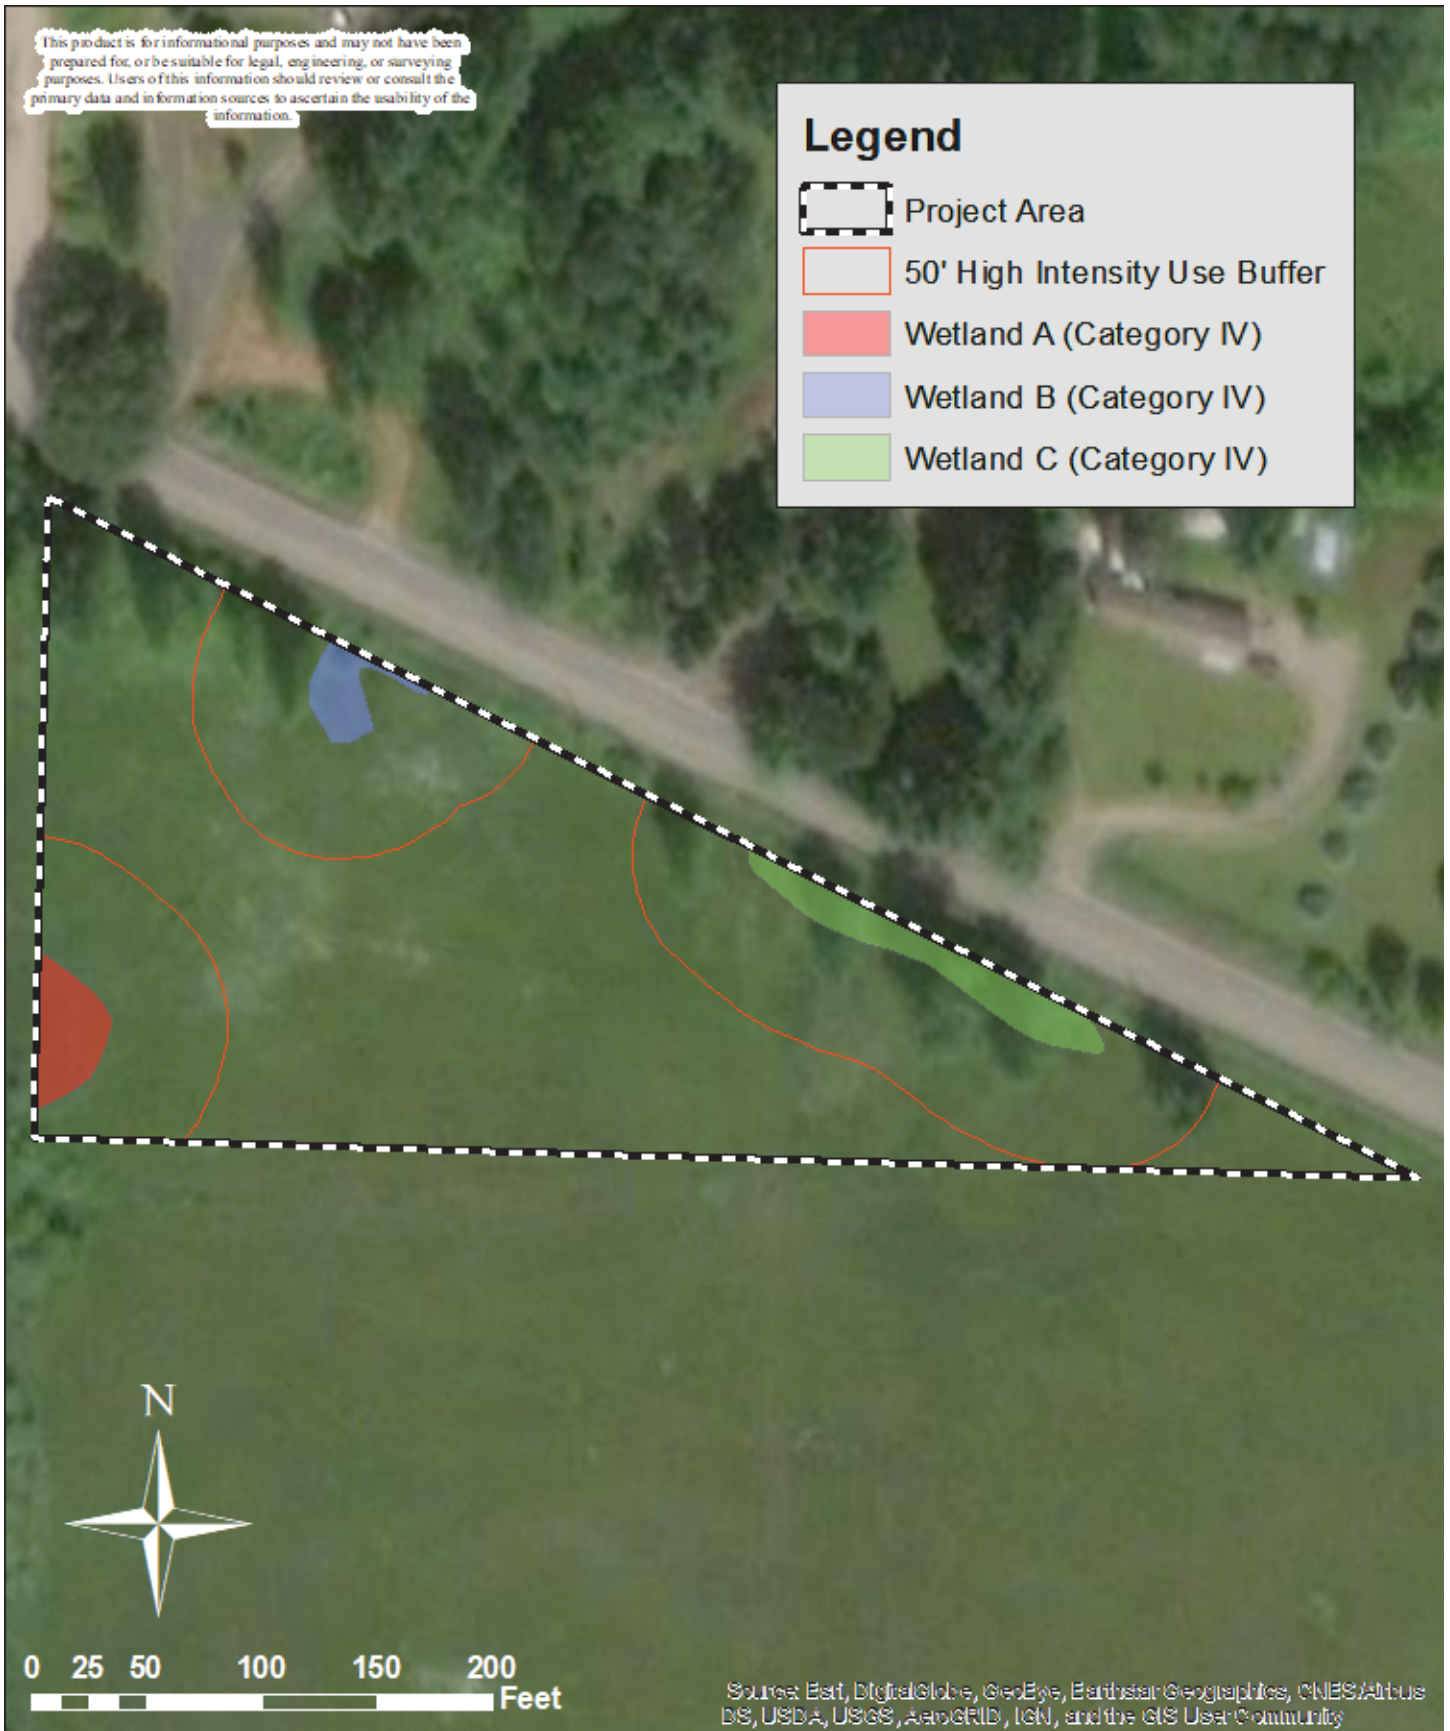 This product is for informational purposes and may not have been
prepared for, or be suitable for legal, engineering, or surveying
purposes. Users of this information should review or consult the
primary data and information sources to ascertain the usability of the
information.
Legend
Project Area
50' High Intensity Use Buffer
Wetland A (Category IV)
Wetland B (Category IV)
Wetland C (Category IV)
N
0 25 50 100 150 200
Feet
Source: Esri, DigitalGlobe, GeoEye, Earthstar Geographics, CNES/Airbus
DS, USDA, USGS, AeroGRID, IGN, and the GIS User Community